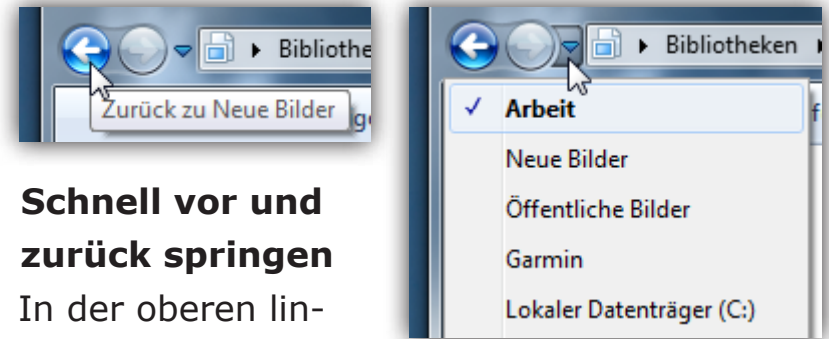 Bibliothe
Zurück zu Neue Bilder
Schnell vor und
zurück springen
In der oberen lin-
Bibliotheken
Arbeit
Neue Bilder
Öffentliche Bilder
Garmin
Lokaler Datenträger (C:)